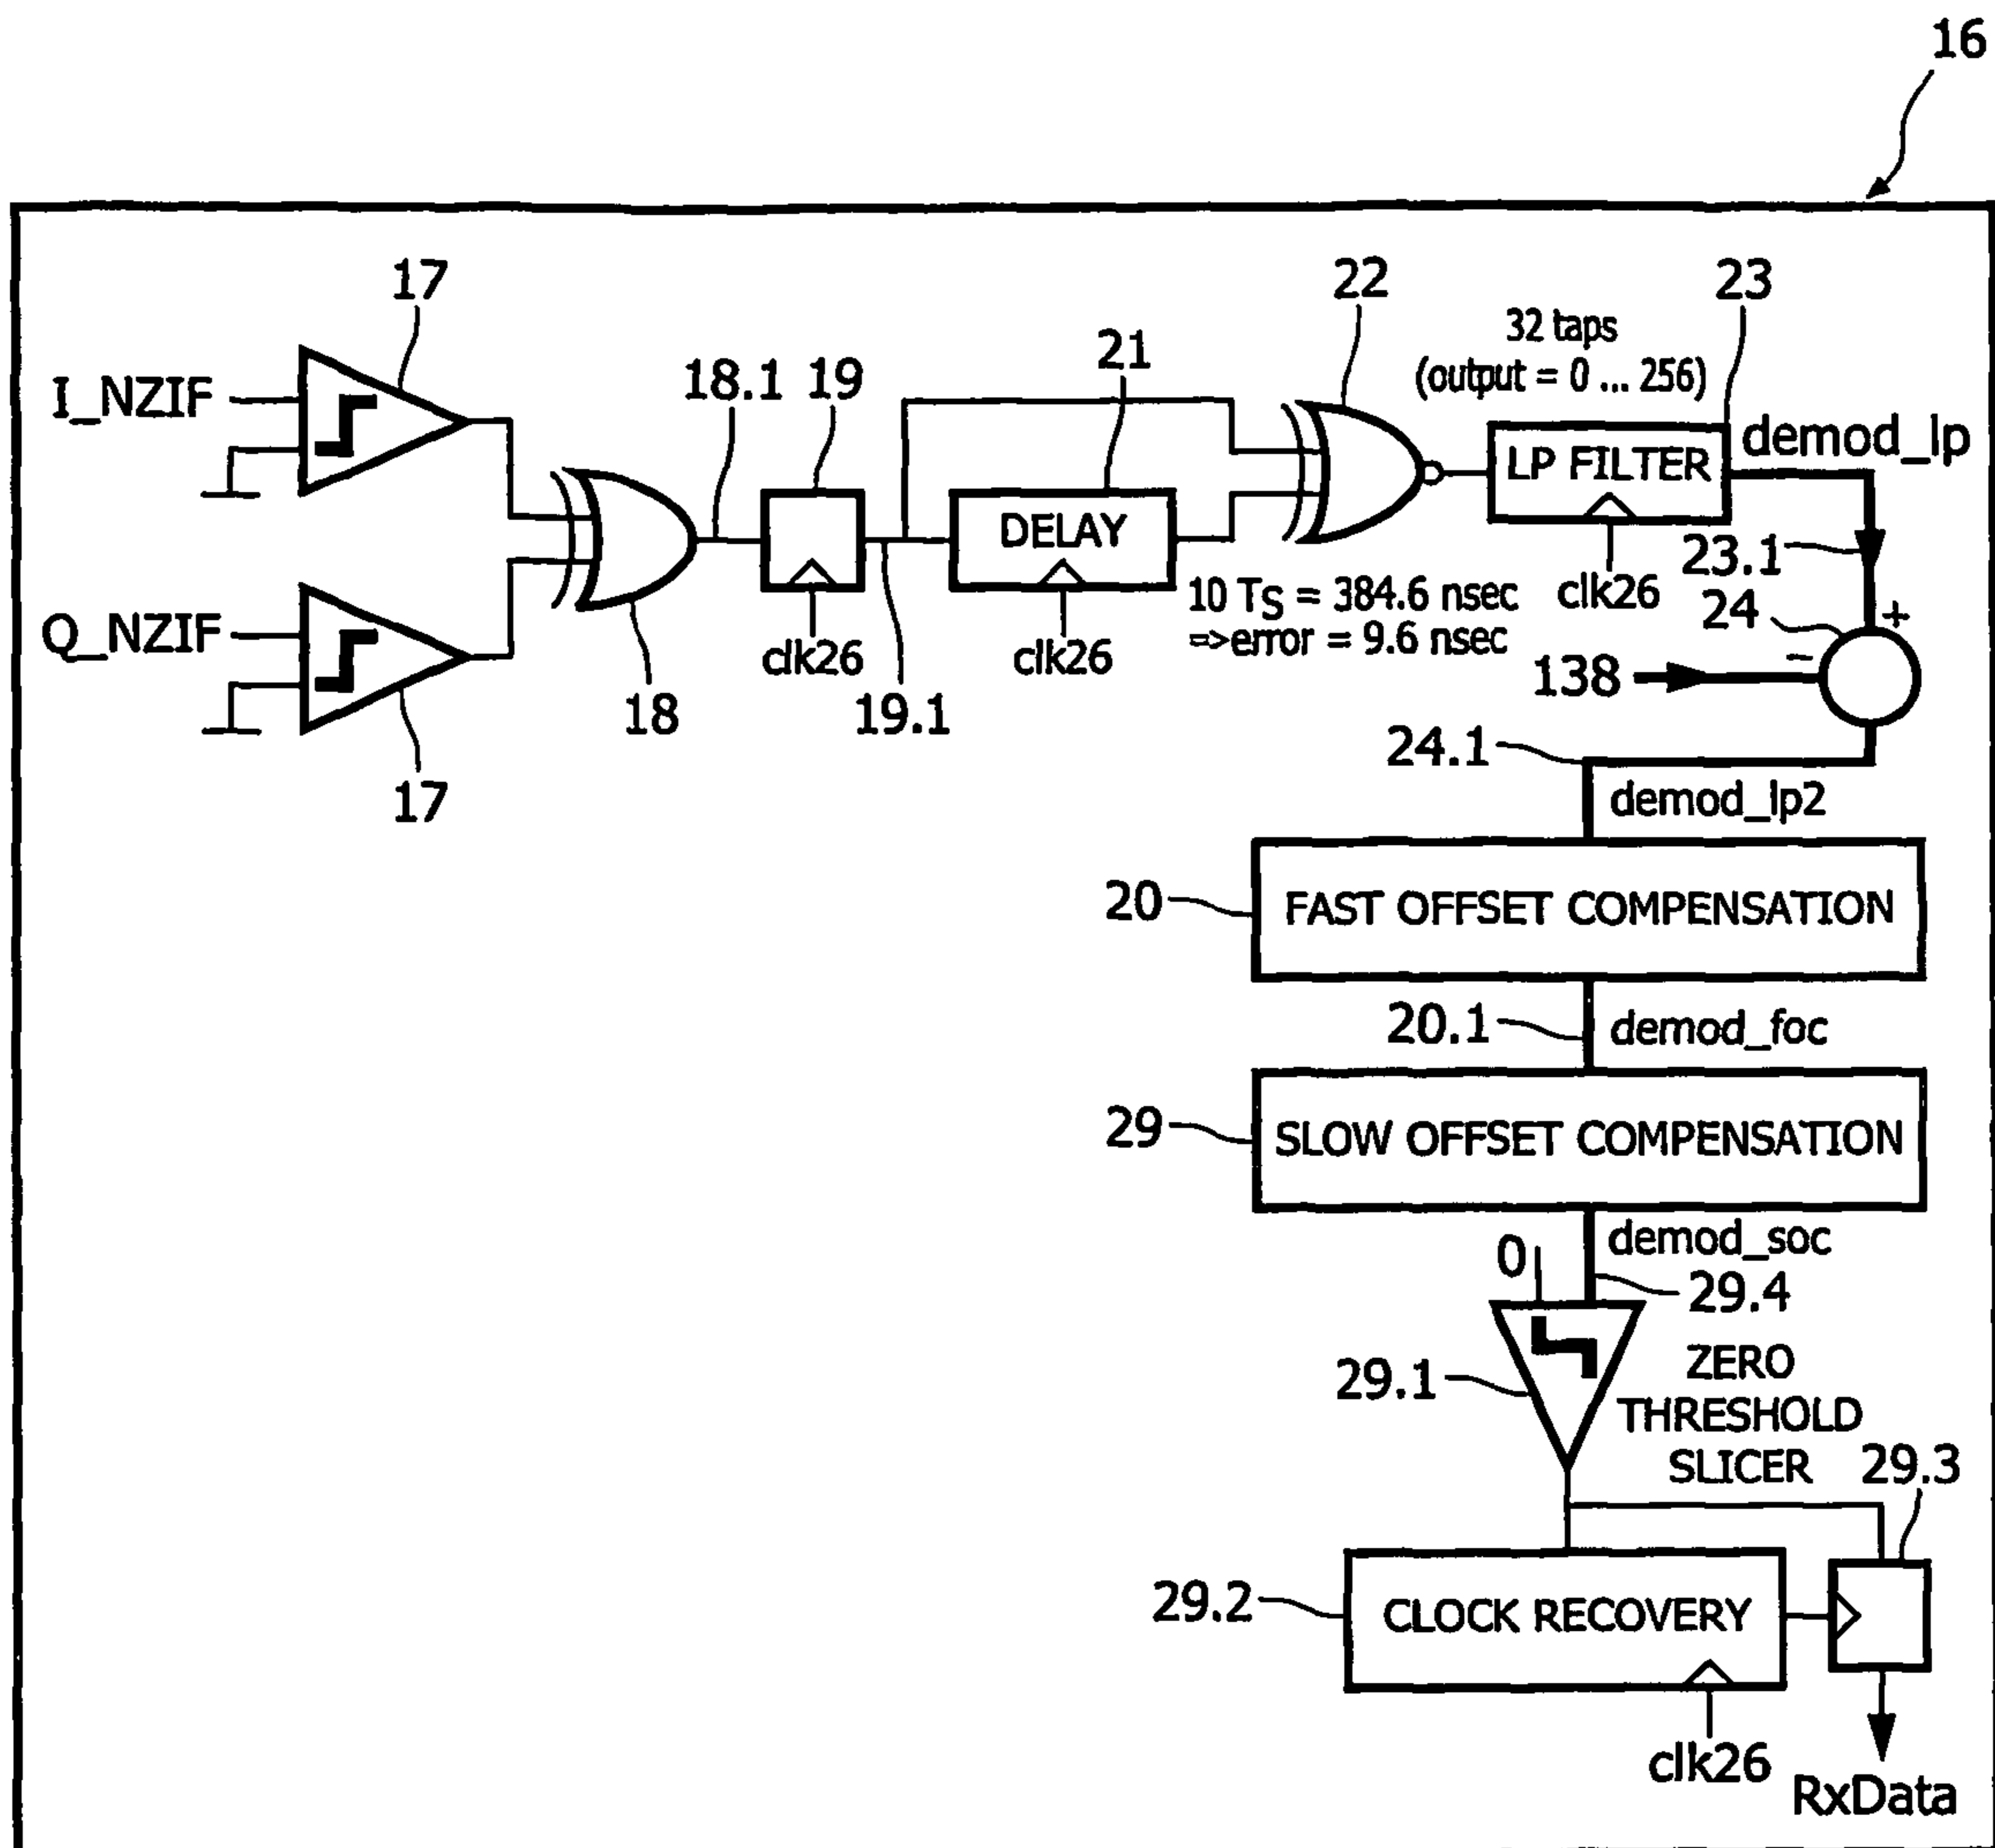 16
17
22
23
32 taps
(output = 0 ... 256)
I_NZIF
18.1
19
21
demod_lp
LP FILTER
DELAY
23.1
10 TS = 384.6 nsec
=>error = 9.6 nsec
clk26
24
+
Q_NZIF
clk26
clk26
−
138
18
19.1
24.1
17
demod_lp2
20
FAST OFFSET COMPENSATION
20.1
demod_foc
29
SLOW OFFSET COMPENSATION
0
demod_soc
29.4
29.1
ZERO
THRESHOLD
SLICER
29.3
29.2
CLOCK RECOVERY
clk26
RxData